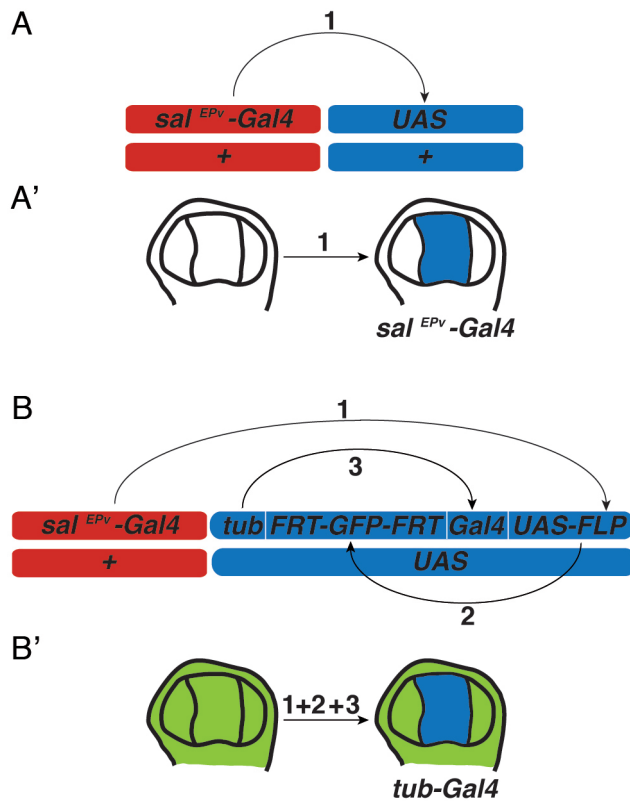 A
1
sal EPv -Gal4 UAS
+ +
A'
1
sal EPv -Gal4
B
1
3
sal EPv -Gal4 tub FRT-GFP-FRT Gal4 UAS-FLP
+ UAS
2
B'
1+2+3
tub-Gal4